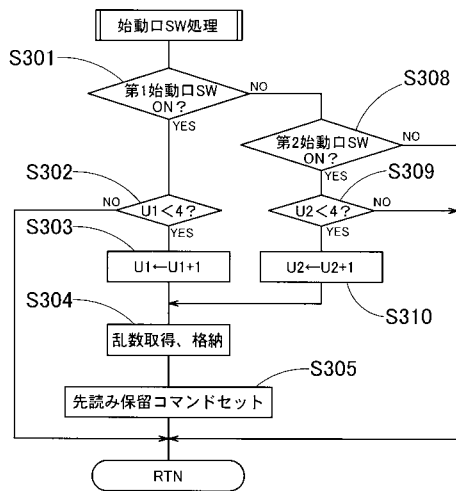 始動口SW処理
S301
第1始動口SW
ON?
NO
YES
S308
第2始動口SW
ON?
NO
YES
S302
U1<4?
NO
YES
S309
U2<4?
NO
YES
S303
U1←U1+1
U2←U2+1
S310
S304
乱数取得、格納
S305
先読み保留コマンドセット
RTN